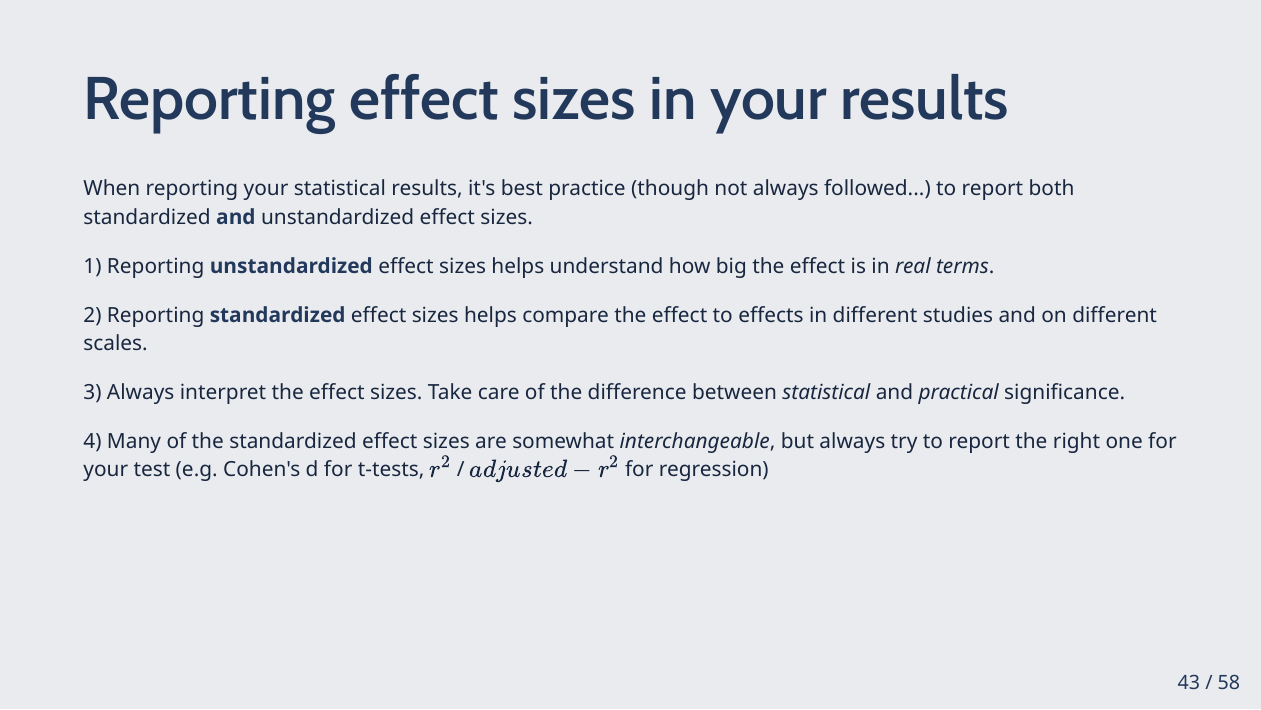 Reporting effect sizes in your results
When reporting your statistical results, it's best practice (though not always followed...) to report both
standardized and unstandardized effect sizes.
1) Reporting unstandardized effect sizes helps understand how big the effect is in real terms.
2) Reporting standardized effect sizes helps compare the effect to effects in different studies and on different
scales.
3) Always interpret the effect sizes. Take care of the difference between statistical and practical significance.
4) Many of the standardized effect sizes are somewhat interchangeable, but always try to report the right one for
your test (e.g. Cohen's d for t-tests, r² / adjusted − r² for regression)
43 / 58